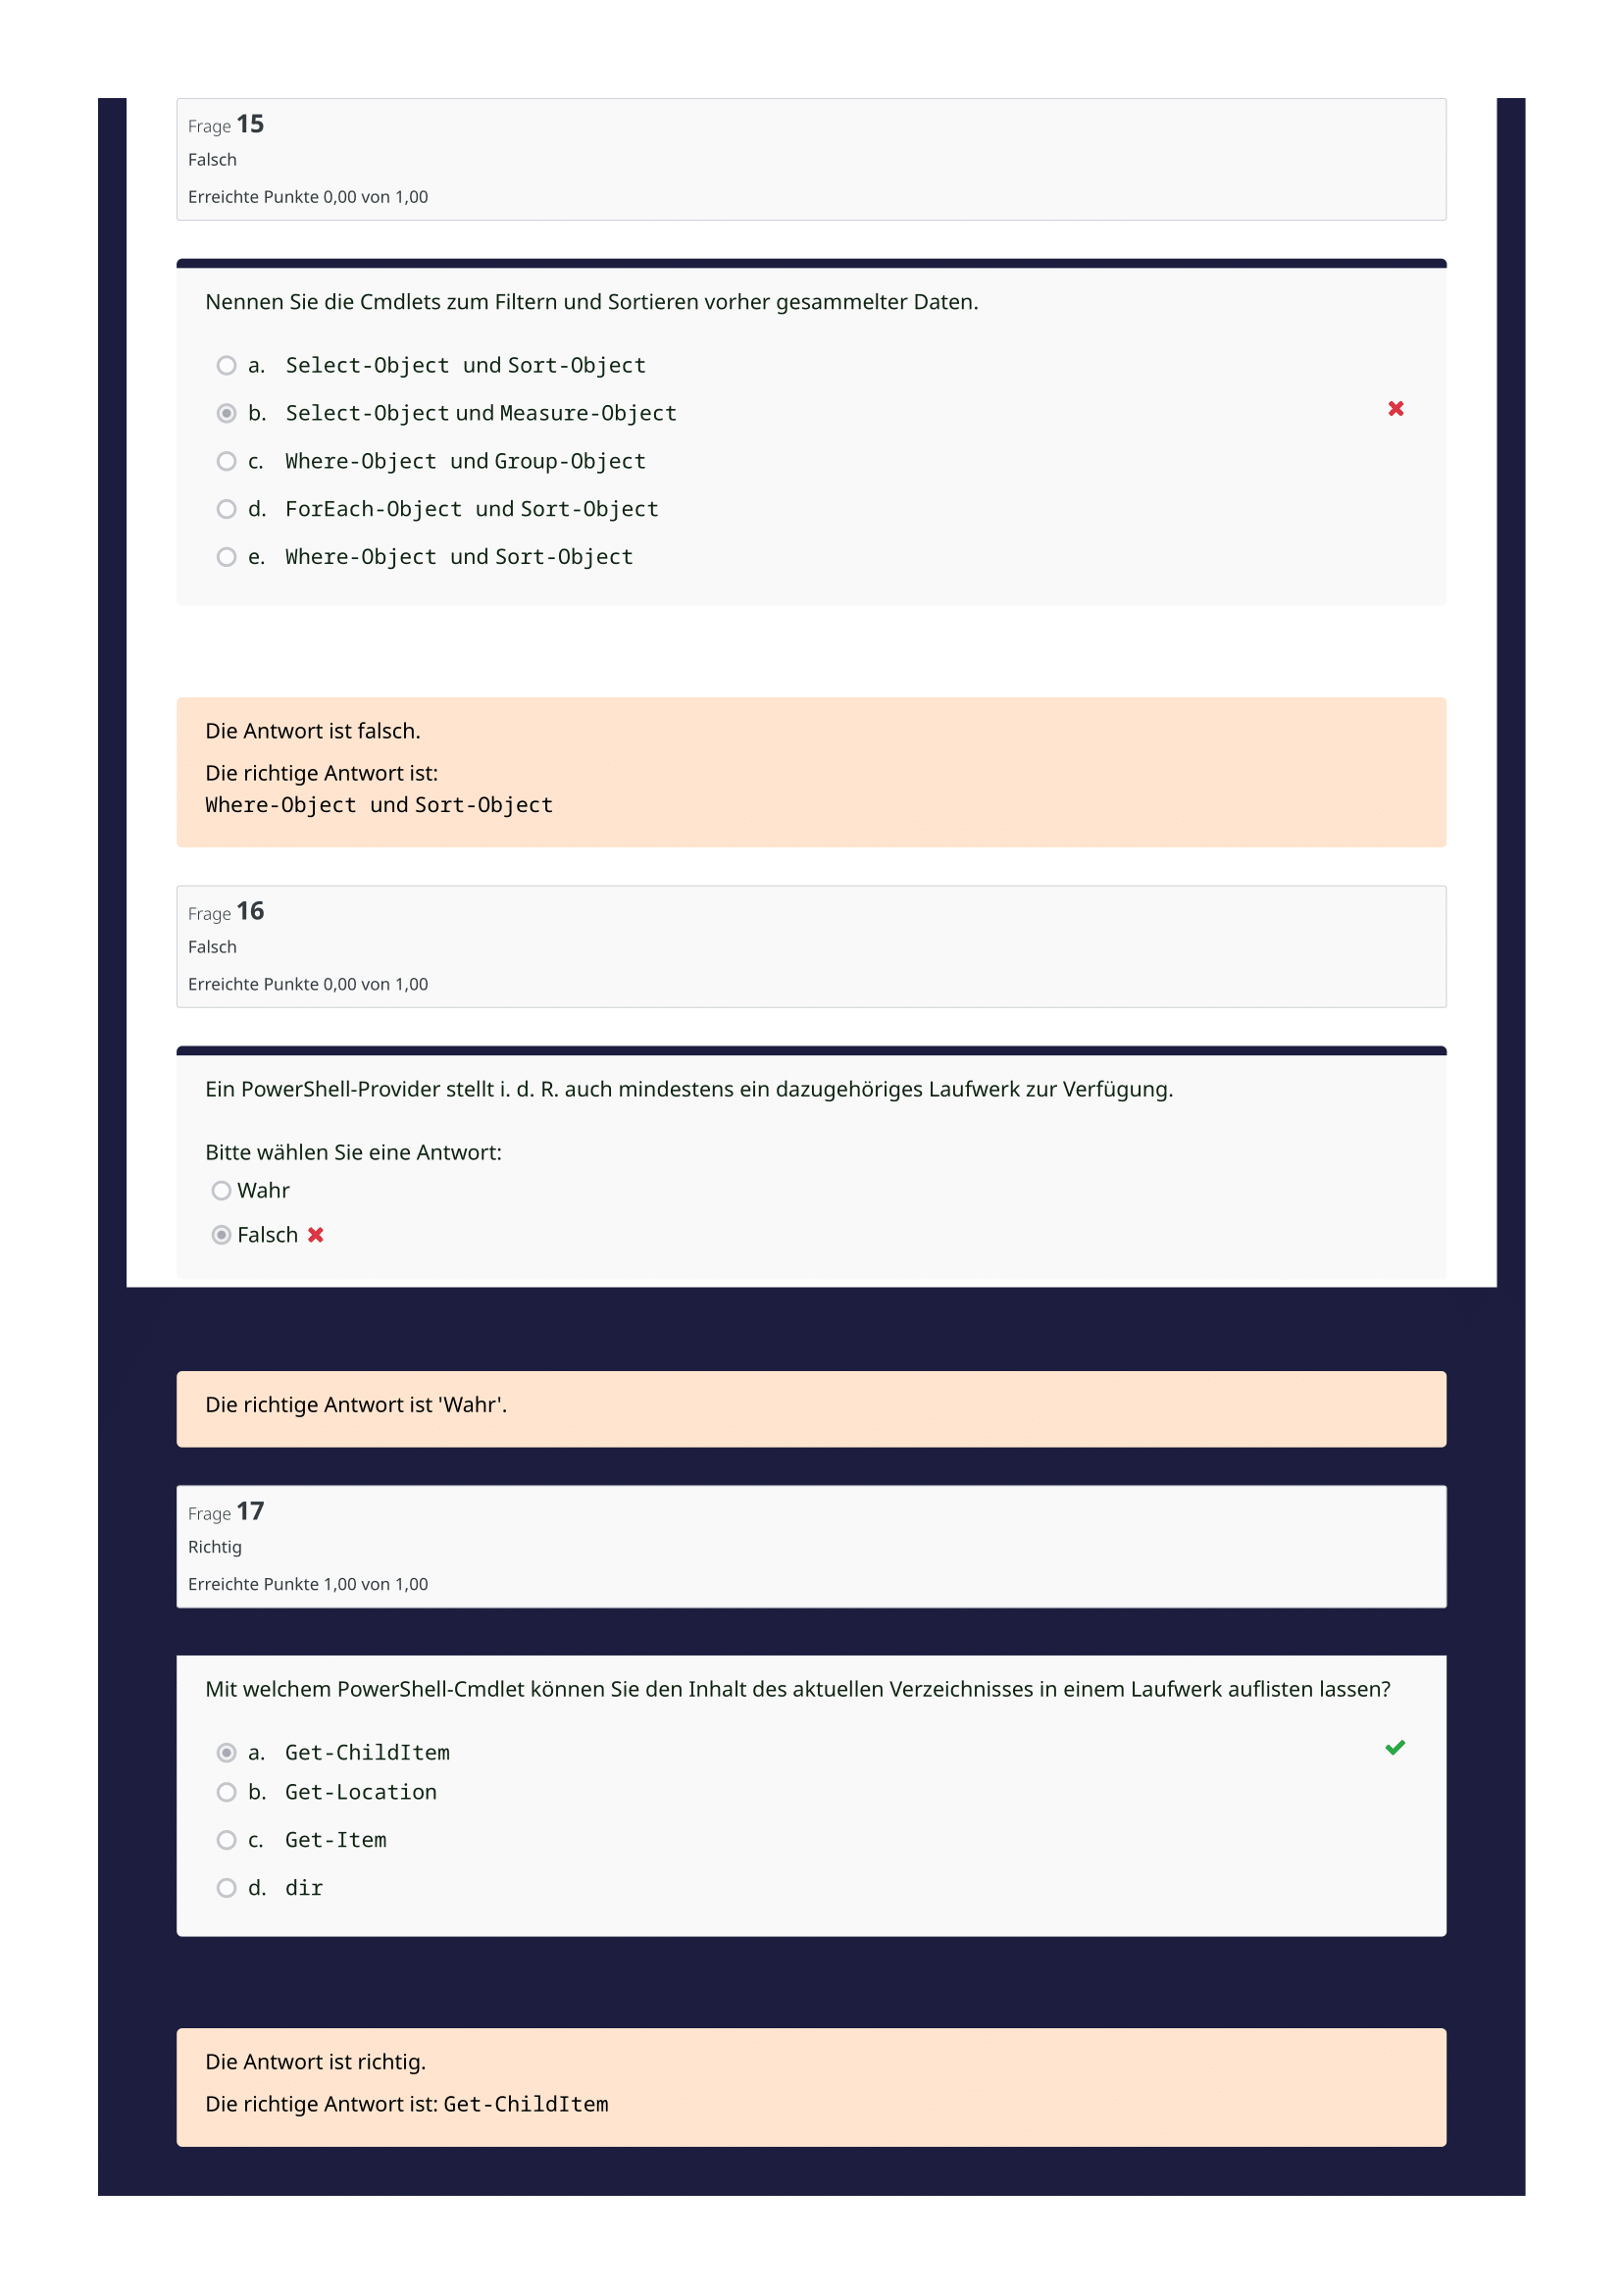 Frage 15
Falsch
Erreichte Punkte 0,00 von 1,00
Nennen Sie die Cmdlets zum Filtern und Sortieren vorher gesammelter Daten.
a. Select-Object und Sort-Object
b. Select-Object und Measure-Object
c. Where-Object und Group-Object
d. ForEach-Object und Sort-Object
e. Where-Object und Sort-Object
Die Antwort ist falsch.
Die richtige Antwort ist:
Where-Object und Sort-Object
Frage 16
Falsch
Erreichte Punkte 0,00 von 1,00
Ein PowerShell-Provider stellt i. d. R. auch mindestens ein dazugehöriges Laufwerk zur Verfügung.
Bitte wählen Sie eine Antwort:
Wahr
Falsch
Die richtige Antwort ist 'Wahr'.
Frage 17
Richtig
Erreichte Punkte 1,00 von 1,00
Mit welchem PowerShell-Cmdlet können Sie den Inhalt des aktuellen Verzeichnisses in einem Laufwerk auflisten lassen?
a. Get-ChildItem
b. Get-Location
c. Get-Item
d. dir
Die Antwort ist richtig.
Die richtige Antwort ist: Get-ChildItem